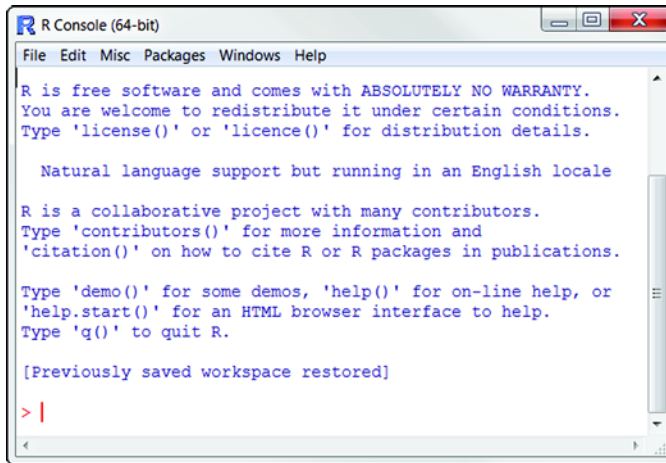 R Console (64-bit)
File Edit Misc Packages Windows Help
R is free software and comes with ABSOLUTELY NO WARRANTY.
You are welcome to redistribute it under certain conditions.
Type 'license()' or 'licence()' for distribution details.
Natural language support but running in an English locale
R is a collaborative project with many contributors.
Type 'contributors()' for more information and
'citation()' on how to cite R or R packages in publications.
Type 'demo()' for some demos, 'help()' for on-line help, or
'help.start()' for an HTML browser interface to help.
Type 'q()' to quit R.
[Previously saved workspace restored]
>